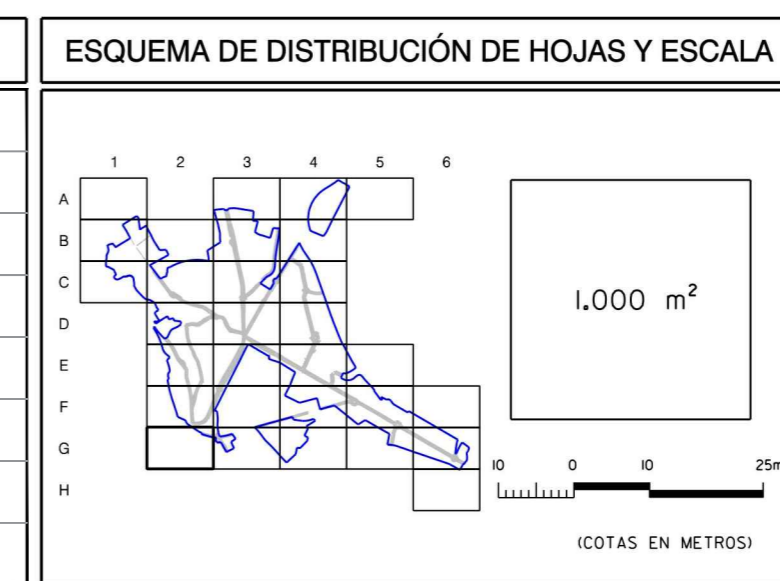 ESQUEMA DE DISTRIBUCIÓN DE HOJAS Y ESCALA
1 2 3 4 5 6
A
B
C
D
E
F
G
H
1.000 m²
10 0 10 25m
(COTAS EN METROS)